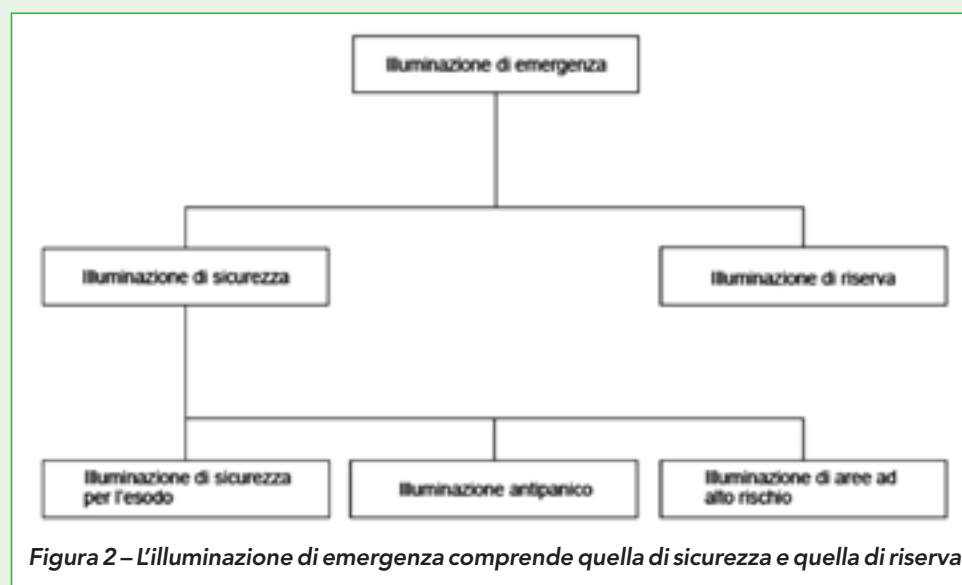 Illuminazione di emergenza
Illuminazione di sicurezza
Illuminazione di riserva
Illuminazione di sicurezza
per l'esodo
Illuminazione antipanico
Illuminazione di aree ad
alto rischio
Figura 2 – L'illuminazione di emergenza comprende quella di sicurezza e quella di riserva